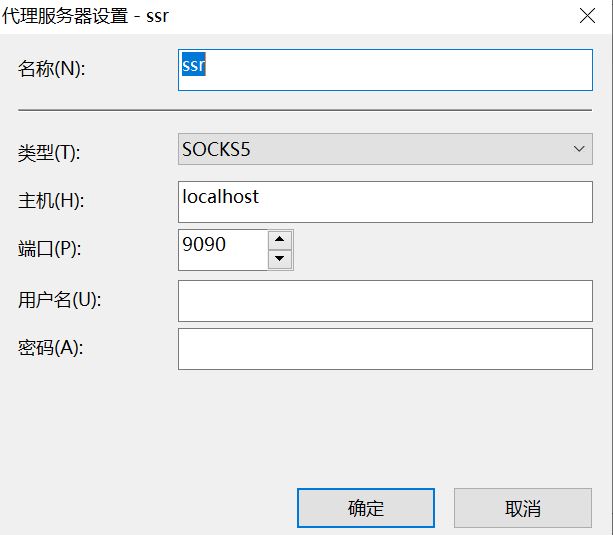 代理服务器设置 - ssr
名称(N):
ssr
类型(T):
SOCKS5
主机(H):
localhost
端口(P):
9090
用户名(U):
密码(A):
确定
取消